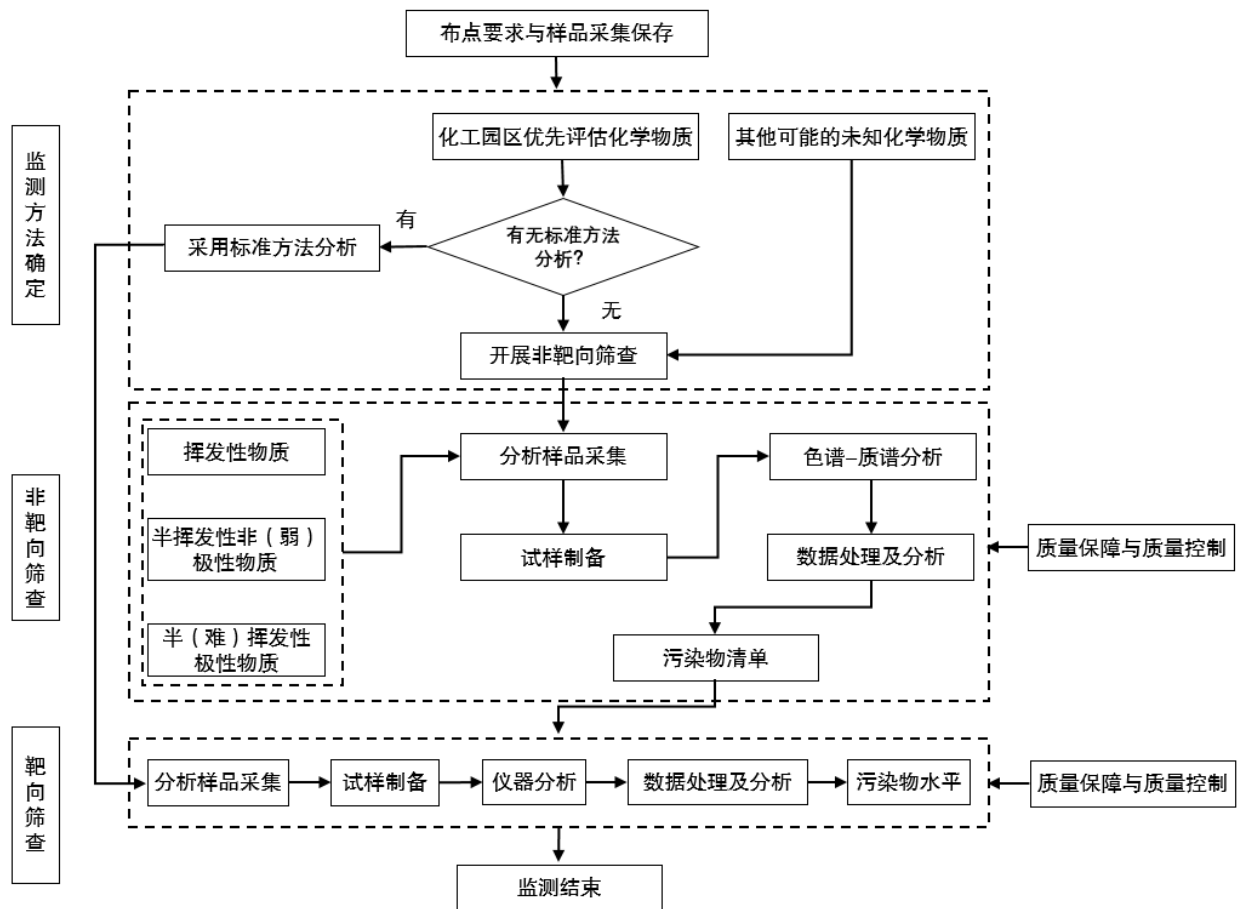 布点要求与样品采集保存
监测方法确定
化工园区优先评估化学物质
其他可能的未知化学物质
有无标准方法
分析?
有
采用标准方法分析
无
开展非靶向筛查
非靶向筛查
挥发性物质
半挥发性非（弱）
极性物质
半（难）挥发性
极性物质
分析样品采集
试样制备
色谱–质谱分析
数据处理及分析
污染物清单
质量保障与质量控制
靶向筛查
分析样品采集
试样制备
仪器分析
数据处理及分析
污染物水平
质量保障与质量控制
监测结束